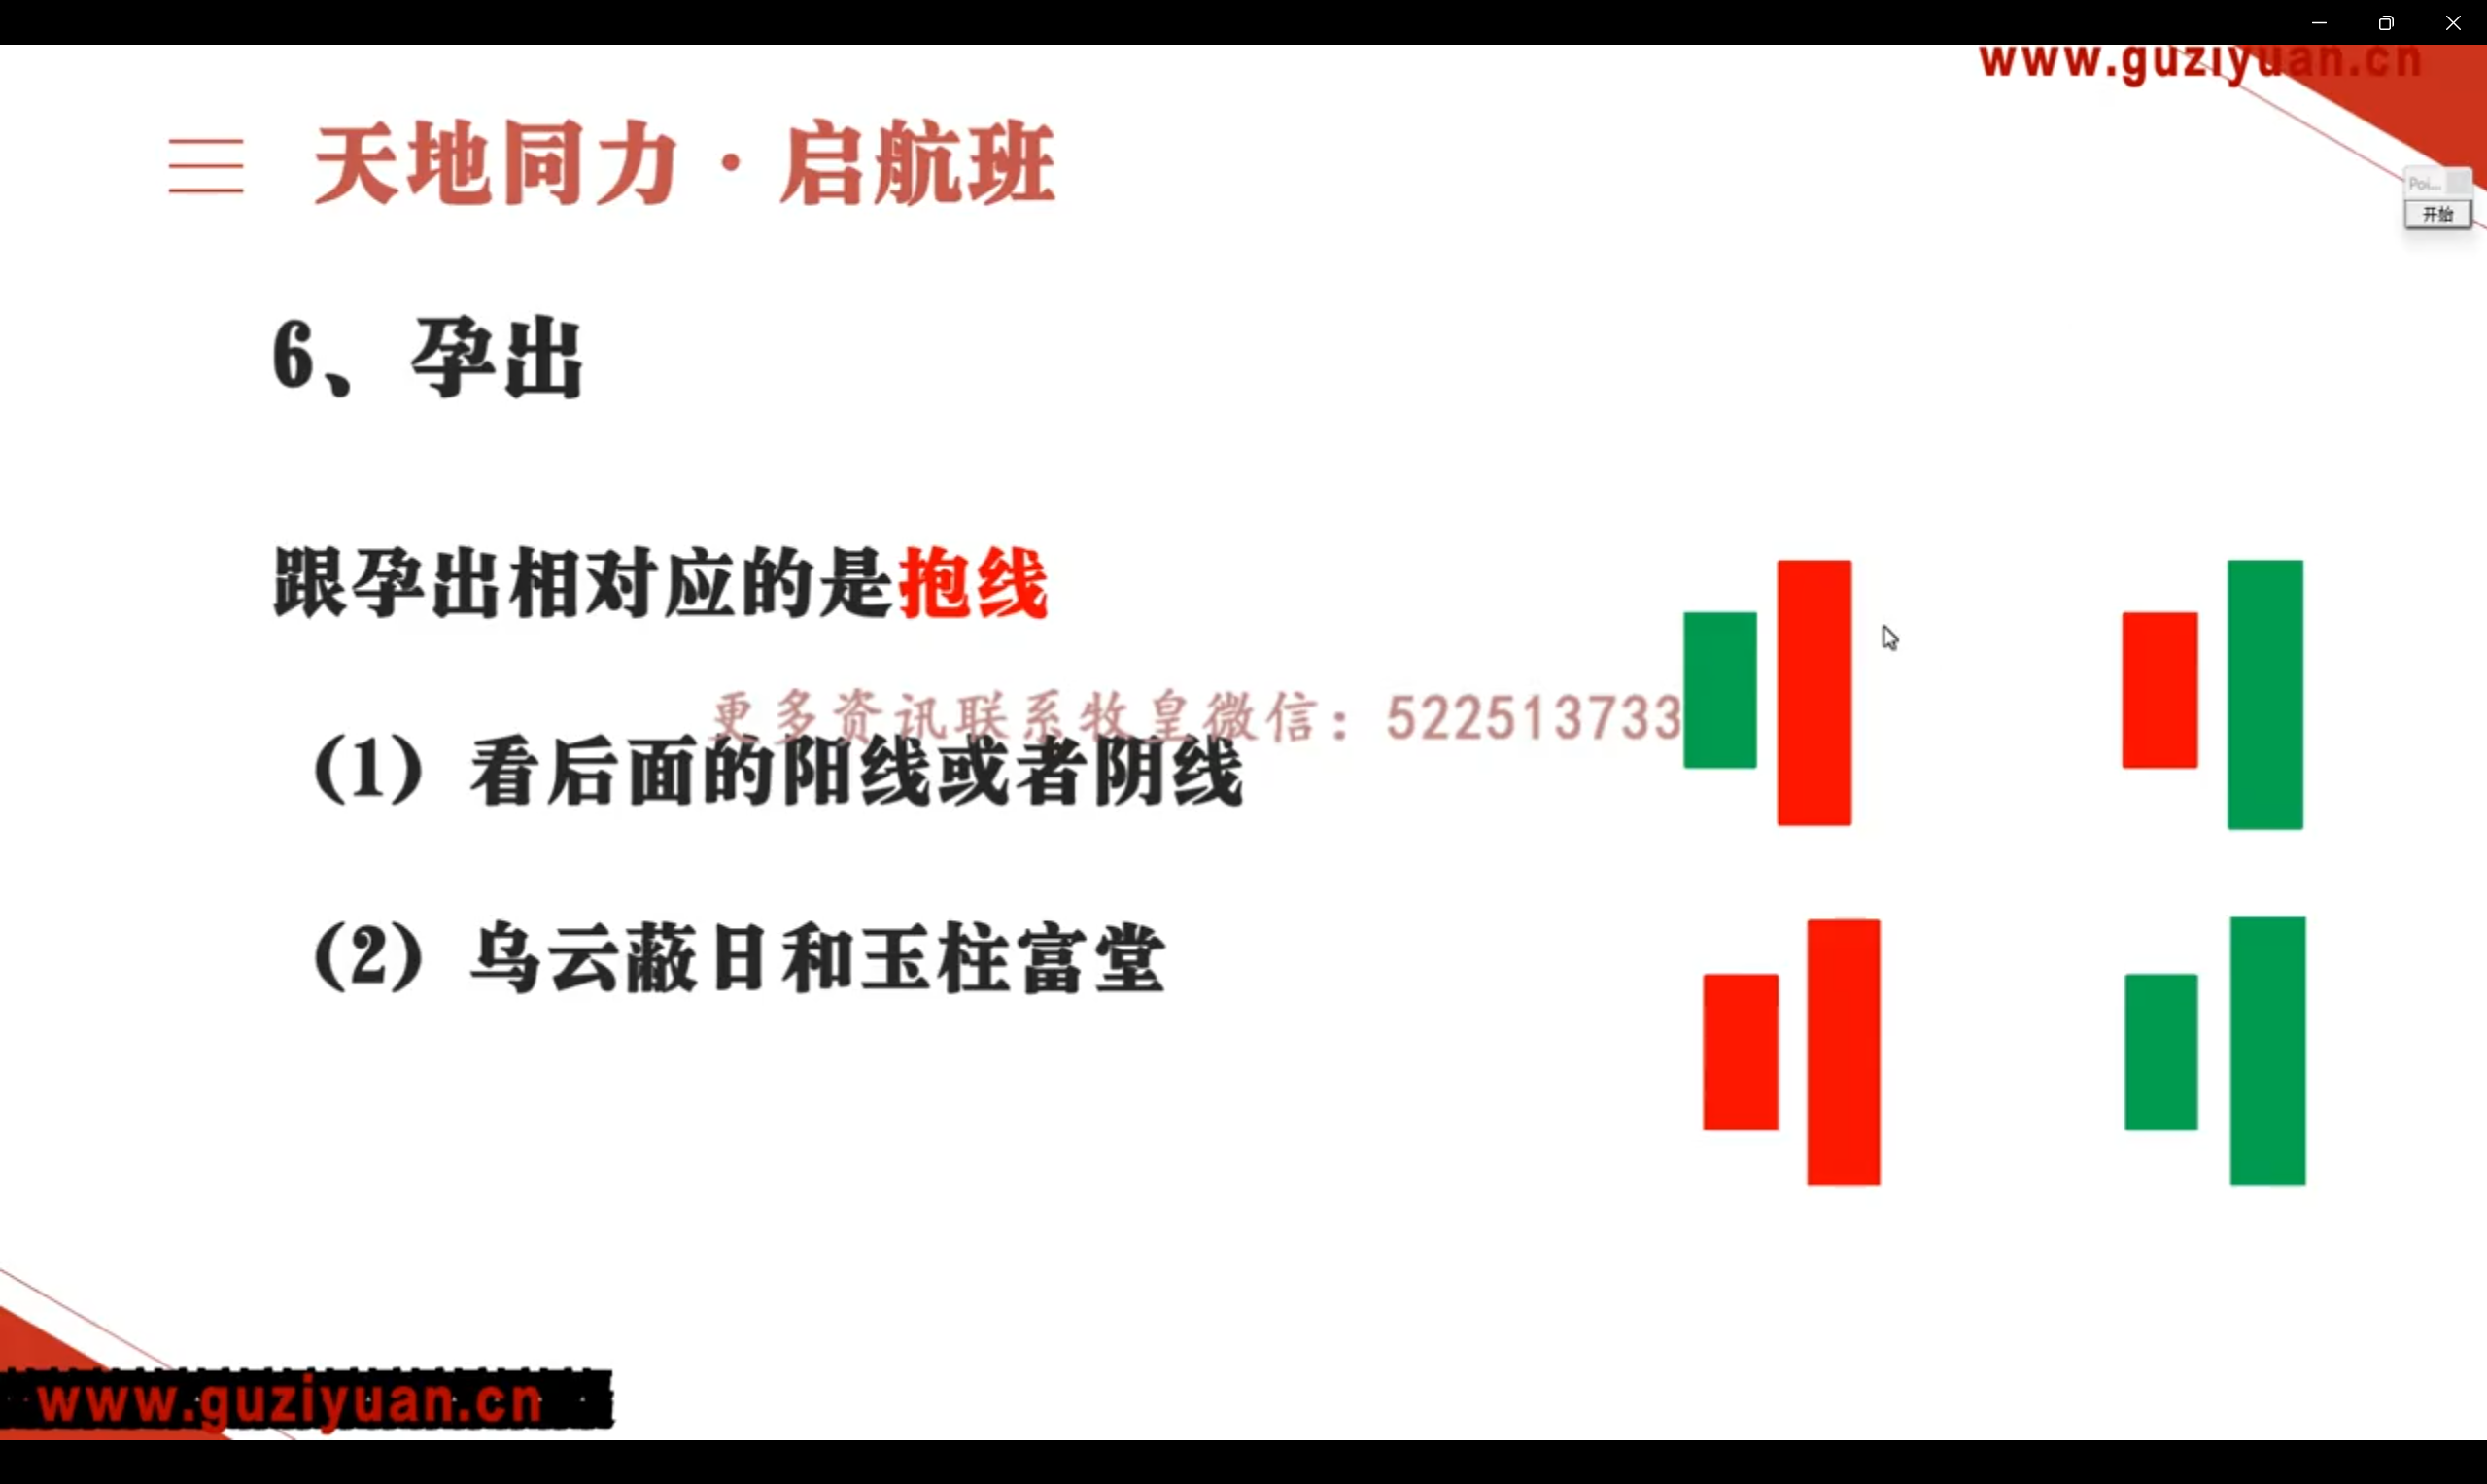 www.guziyuan.cn
天地同力·启航班
Poi...
开始
6、孕出
跟孕出相对应的是抱线
更多资讯联系牧皇微信：522513733
（1）看后面的阳线或者阴线
（2）乌云蔽日和玉柱富堂
www.guziyuan.cn